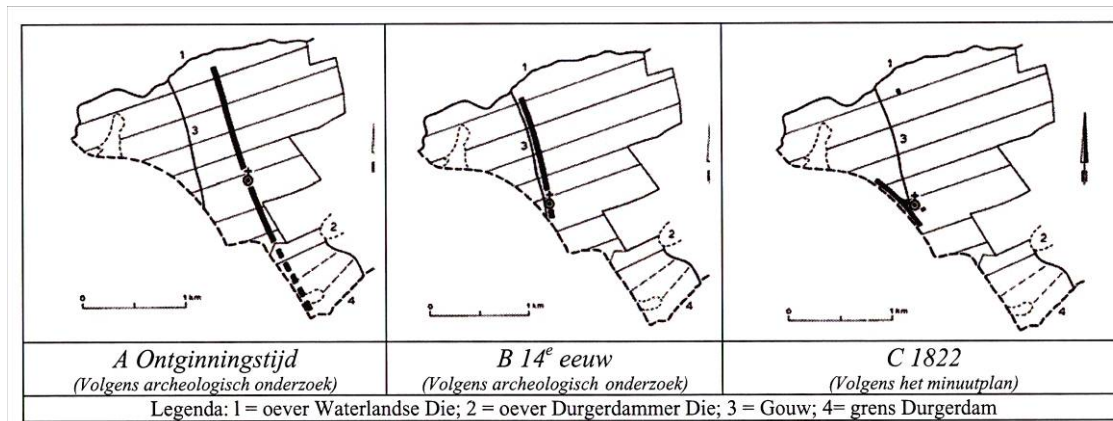 1
3
2
4
0 1 km
1
3
2
4
0 1 km
1
3
2
4
0 1 km
A Ontginningstijd
(Volgens archeologisch onderzoek)
B 14e eeuw
(Volgens archeologisch onderzoek)
C 1822
(Volgens het minuutplan)
Legenda: 1 = oever Waterlandse Die; 2 = oever Durgerdammer Die; 3 = Gouw; 4= grens Durgerdam